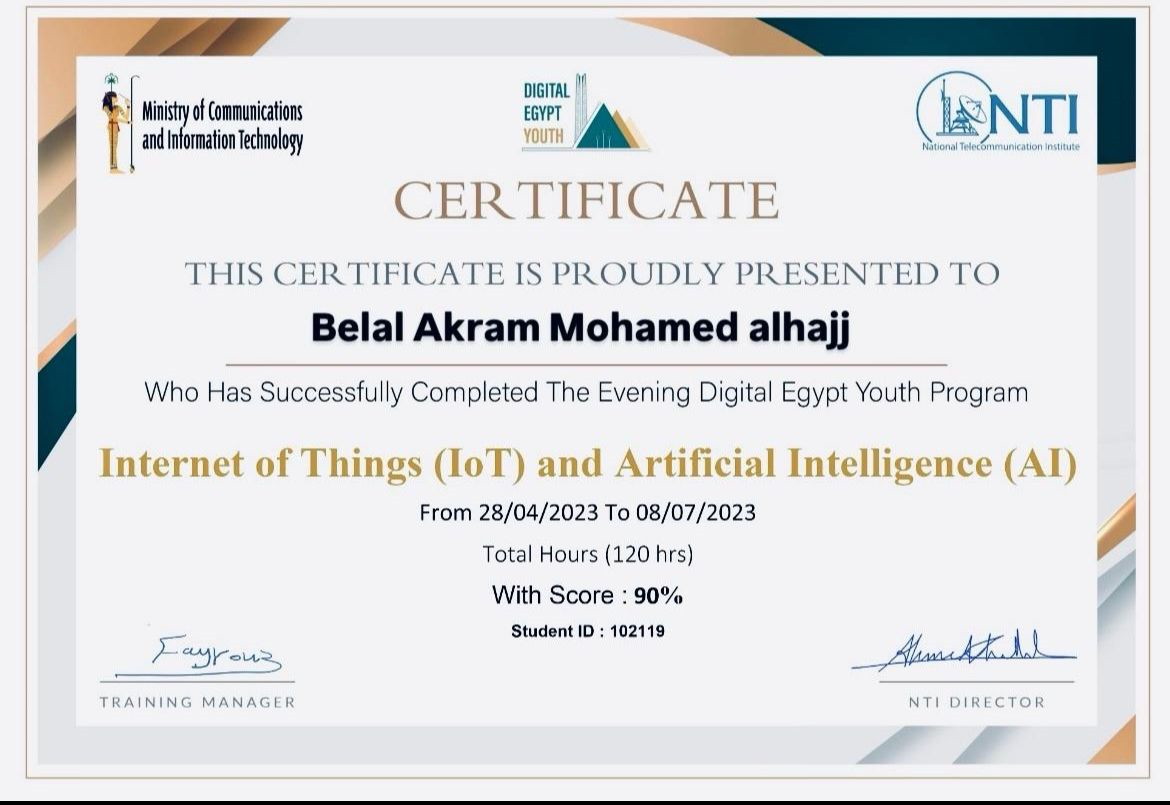 Ministry of Communications
and Information Technology
DIGITAL
EGYPT
YOUTH
NTI
National Telecommunication Institute
CERTIFICATE
THIS CERTIFICATE IS PROUDLY PRESENTED TO
Belal Akram Mohamed alhajj
Who Has Successfully Completed The Evening Digital Egypt Youth Program
Internet of Things (IoT) and Artificial Intelligence (AI)
From 28/04/2023 To 08/07/2023
Total Hours (120 hrs)
With Score : 90%
Student ID : 102119
Fayrouz
TRAINING MANAGER
NTI DIRECTOR